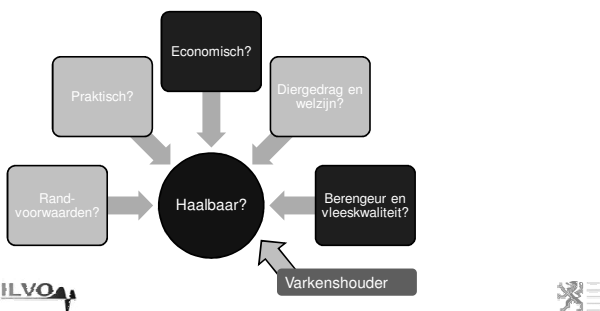 Economisch?
Praktisch?
Diergedrag en
welzijn?
Rand-
voorwaarden?
Haalbaar?
Berengeur en
vleeskwaliteit?
Varkenshouder
ILVO